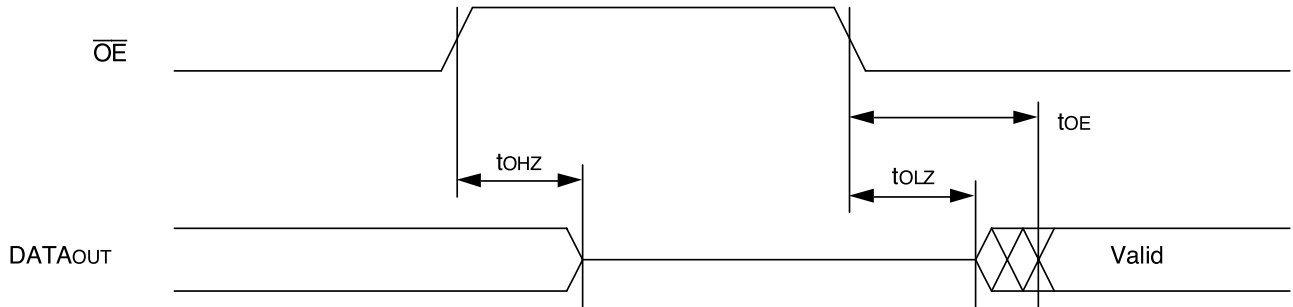 OE
tOE
tOHZ
tOLZ
DATAOUT
Valid